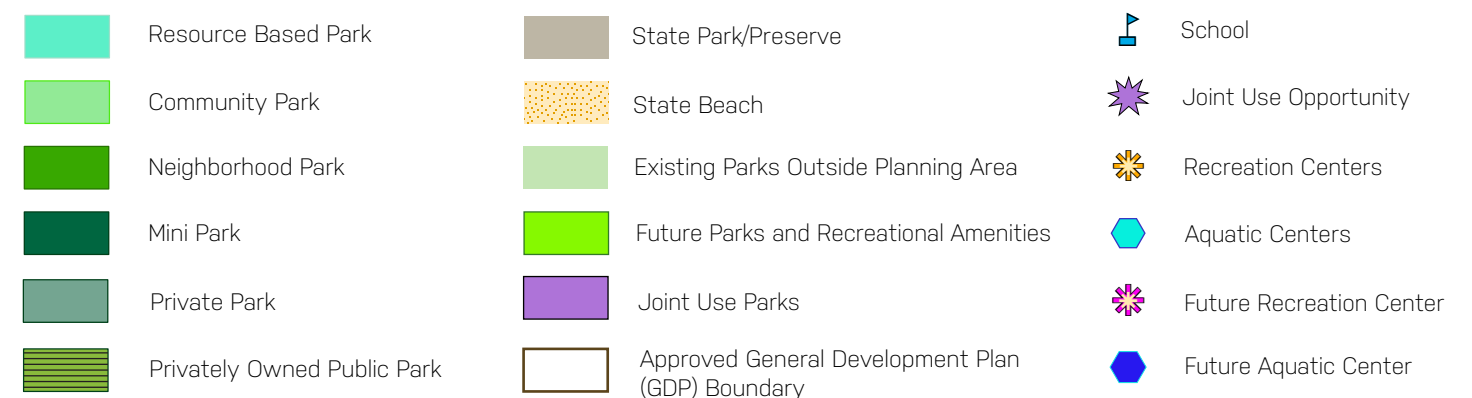 Resource Based Park
Community Park
Neighborhood Park
Mini Park
Private Park
Privately Owned Public Park
State Park/Preserve
State Beach
Existing Parks Outside Planning Area
Future Parks and Recreational Amenities
Joint Use Parks
Approved General Development Plan
(GDP) Boundary
School
Joint Use Opportunity
Recreation Centers
Aquatic Centers
Future Recreation Center
Future Aquatic Center